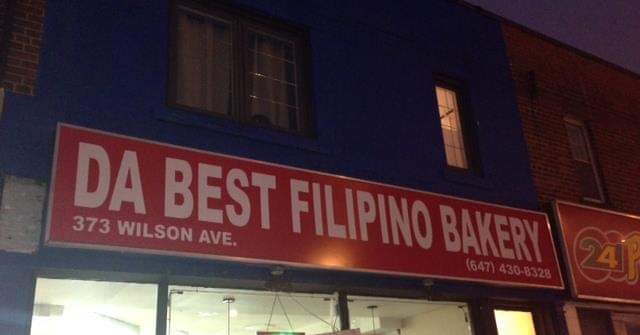 DA BEST FILIPINO BAKERY
373 WILSON AVE.
(647) 430-8328
24